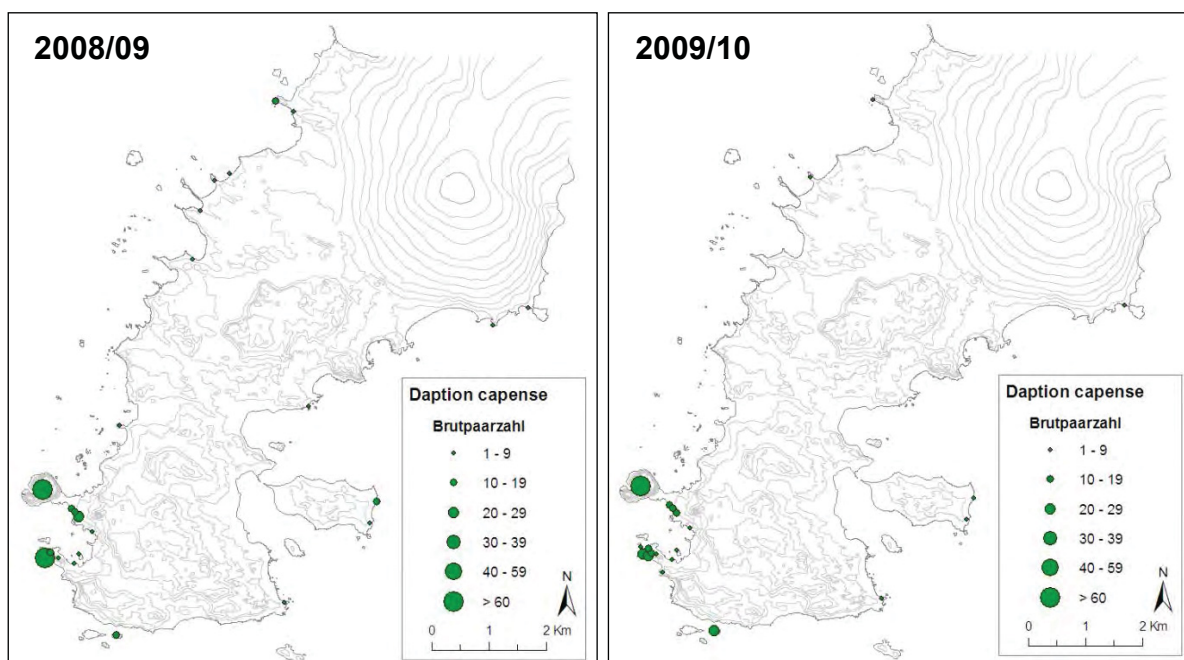 2008/09
Daption capense
Brutpaarzahl
1 - 9
10 - 19
20 - 29
30 - 39
40 - 59
> 60
N
0 1 2 Km
2009/10
Daption capense
Brutpaarzahl
1 - 9
10 - 19
20 - 29
30 - 39
40 - 59
> 60
N
0 1 2 Km